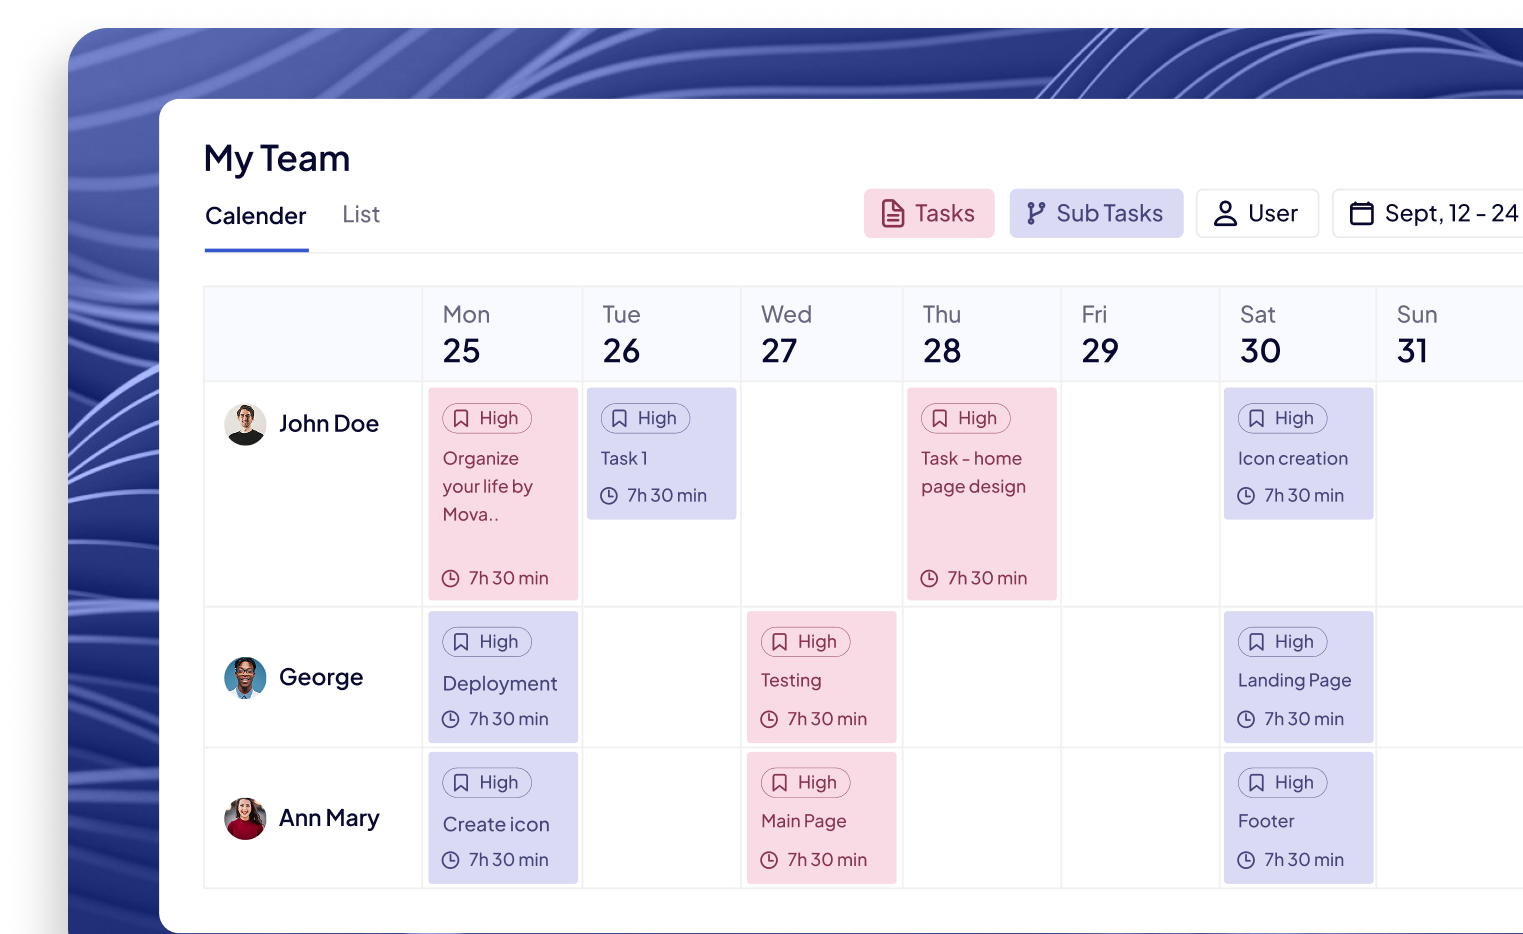 My Team
Calender List
Tasks Sub Tasks User Sept, 12 - 24
Mon Tue Wed Thu Fri Sat Sun
25 26 27 28 29 30 31
John Doe
High
Organize
your life by
Mova..
7h 30 min
High
Task 1
7h 30 min
High
Task - home
page design
7h 30 min
High
Icon creation
7h 30 min
George
High
Deployment
7h 30 min
High
Testing
7h 30 min
High
Landing Page
7h 30 min
Ann Mary
High
Create icon
7h 30 min
High
Main Page
7h 30 min
High
Footer
7h 30 min